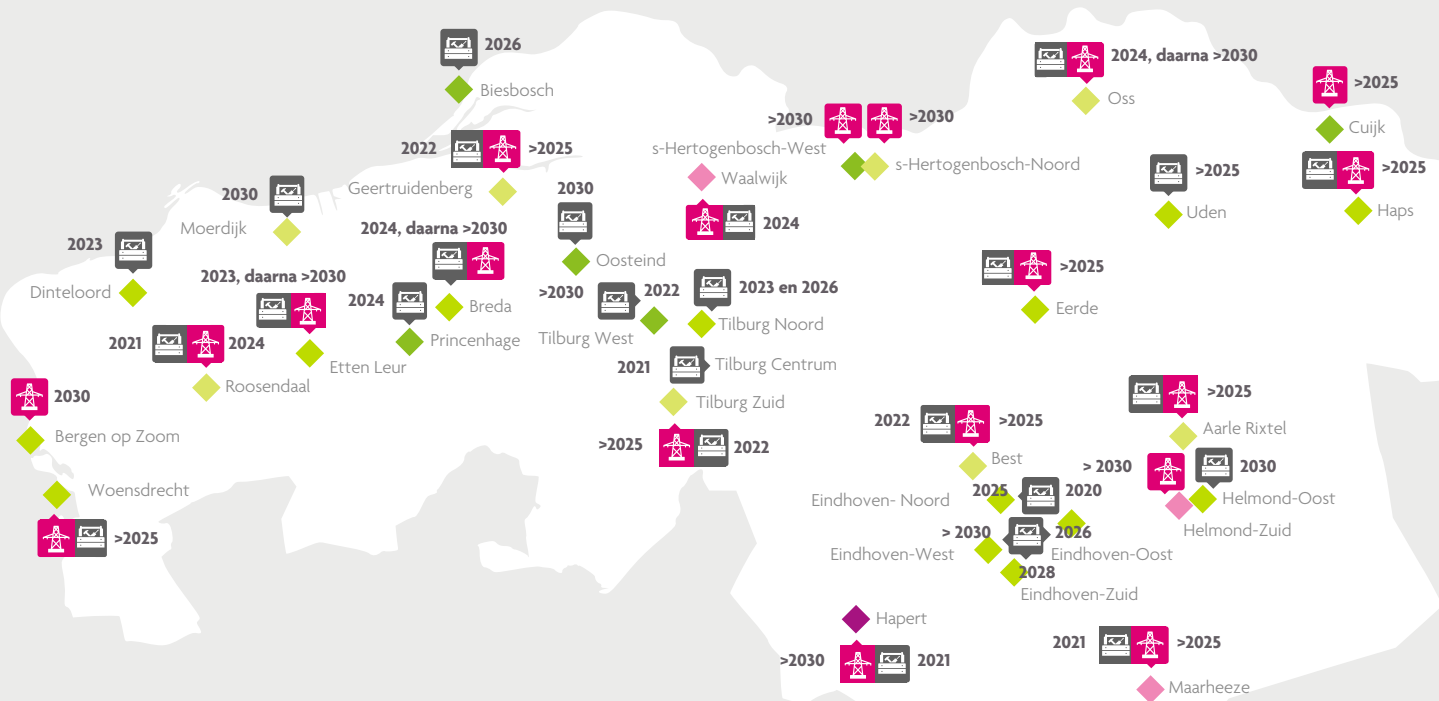 2026
Biesbosch
2024, daarna >2030
Oss
>2025
Cuijk
>2030
>2030
s-Hertogenbosch-West
s-Hertogenbosch-Noord
2022
>2025
Geertruidenberg
Waalwijk
2024
>2025
Uden
>2025
Haps
2030
Moerdijk
2030
Oosteind
2023
Dinteloord
2024, daarna >2030
Breda
2023, daarna >2030
Etten Leur
2024
Princenhage
>2030
2022
Tilburg West
2023 en 2026
Tilburg Noord
>2025
Eerde
2021
2024
Roosendaal
2021
Tilburg Centrum
Tilburg Zuid
>2025
2022
2030
Bergen op Zoom
Woensdrecht
>2025
2022
>2025
Best
>2025
Aarle Rixtel
> 2030
2030
Helmond-Oost
Helmond-Zuid
Eindhoven- Noord
2025
2020
> 2030
2026
Eindhoven-West
Eindhoven-Oost
2028
Eindhoven-Zuid
Hapert
>2030
2021
2021
>2025
Maarheeze